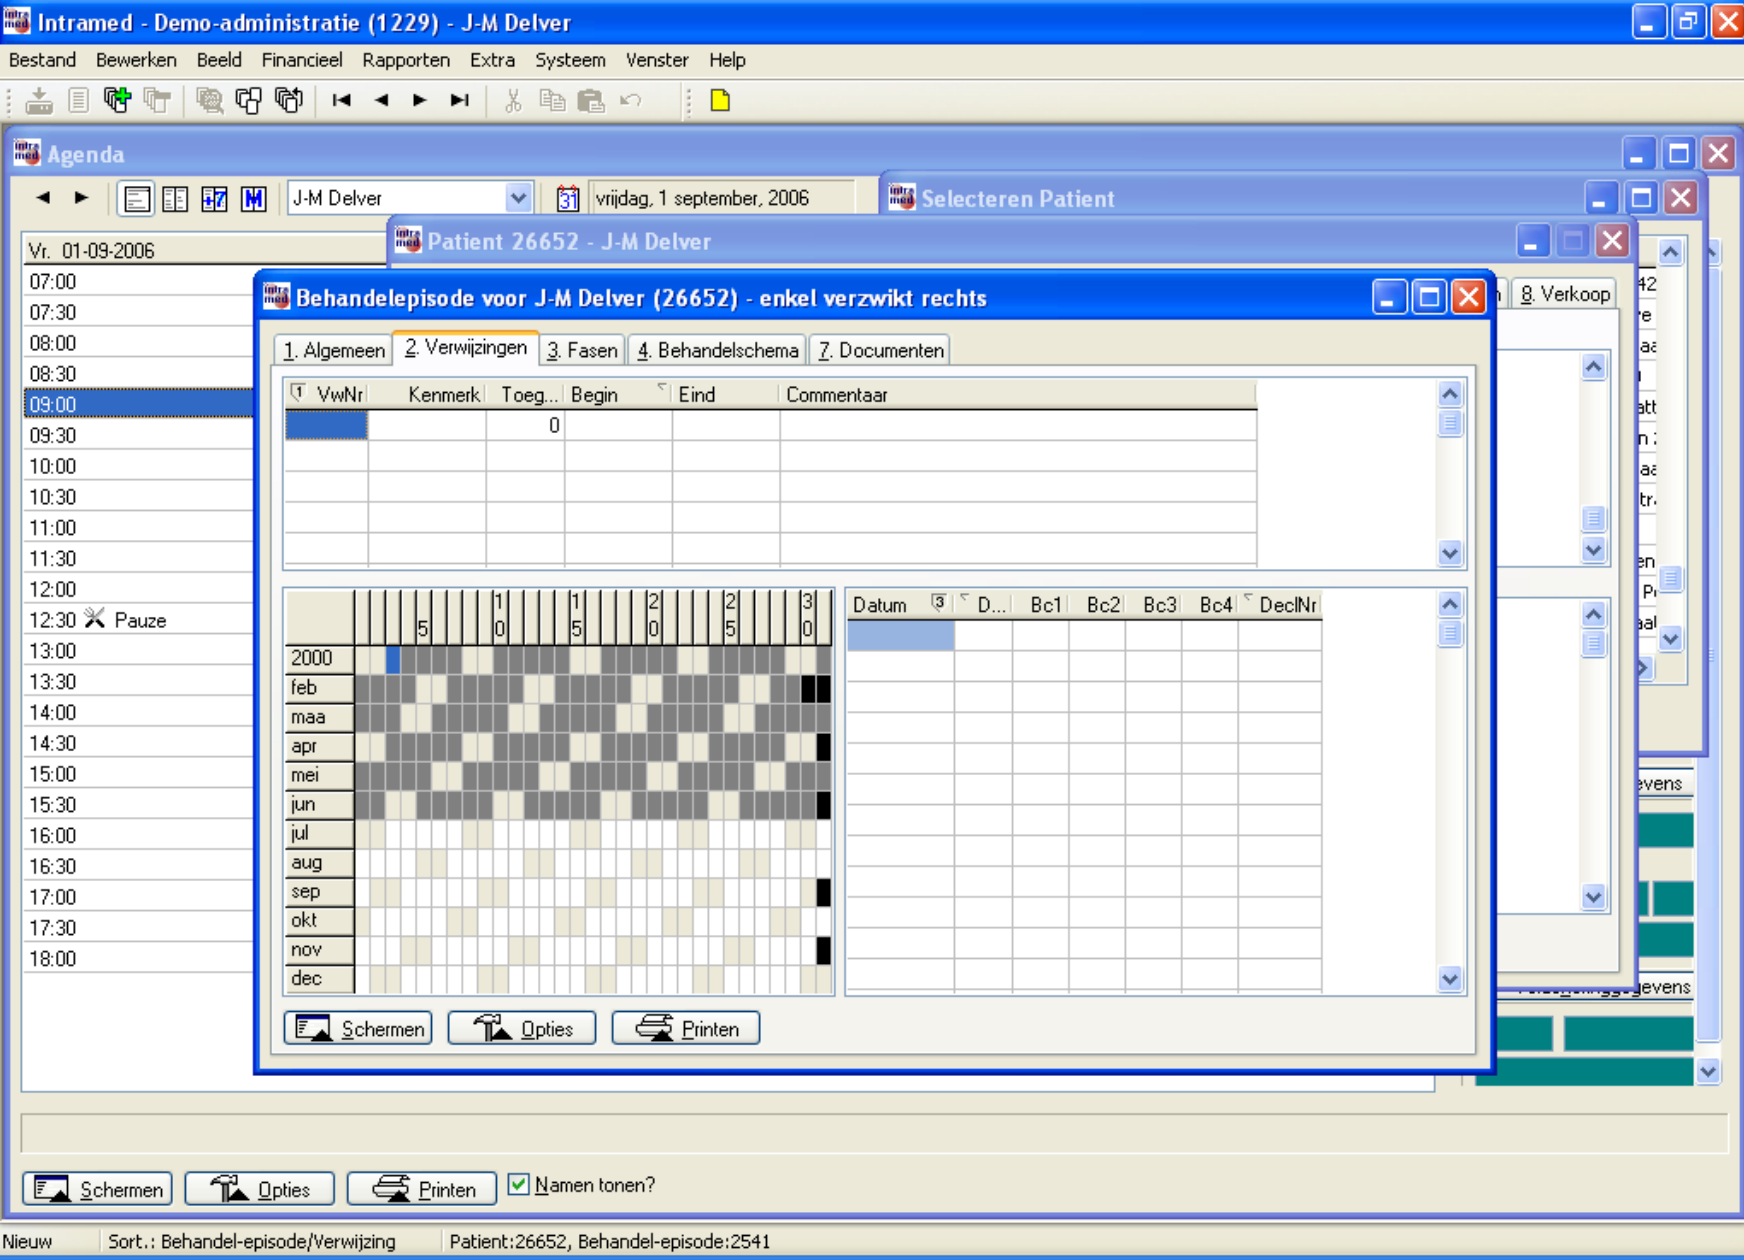 Intramed - Demo-administratie (1229) - J-M Delver
Bestand Bewerken Beeld Financieel Rapporten Extra Systeem Venster Help
Agenda
J-M Delver 31 vrijdag, 1 september, 2006
Selecteren Patient
Patient 26652 - J-M Delver
8. Verkoop
Vr. 01-09-2006
07:00
07:30
08:00
08:30
09:00
09:30
10:00
10:30
11:00
11:30
12:00
12:30 Pauze
13:00
13:30
14:00
14:30
15:00
15:30
16:00
16:30
17:00
17:30
18:00
Behandelepisode voor J-M Delver (26652) - enkel verzwikt rechts
1. Algemeen 2. Verwijzingen 3. Fasen 4. Behandelschema 7. Documenten
1 VwNr Kenmerk Toeg... Begin Eind Commentaar
0
5 10 15 20 25 30
2000
feb
maa
apr
mei
jun
jul
aug
sep
okt
nov
dec
Datum 3 D... Bc1 Bc2 Bc3 Bc4 DeclNr
Schermen Opties Printen
evens
evens
Schermen Opties Printen Namen tonen?
Nieuw Sort.: Behandel-episode/Verwijzing Patient:26652, Behandel-episode:2541